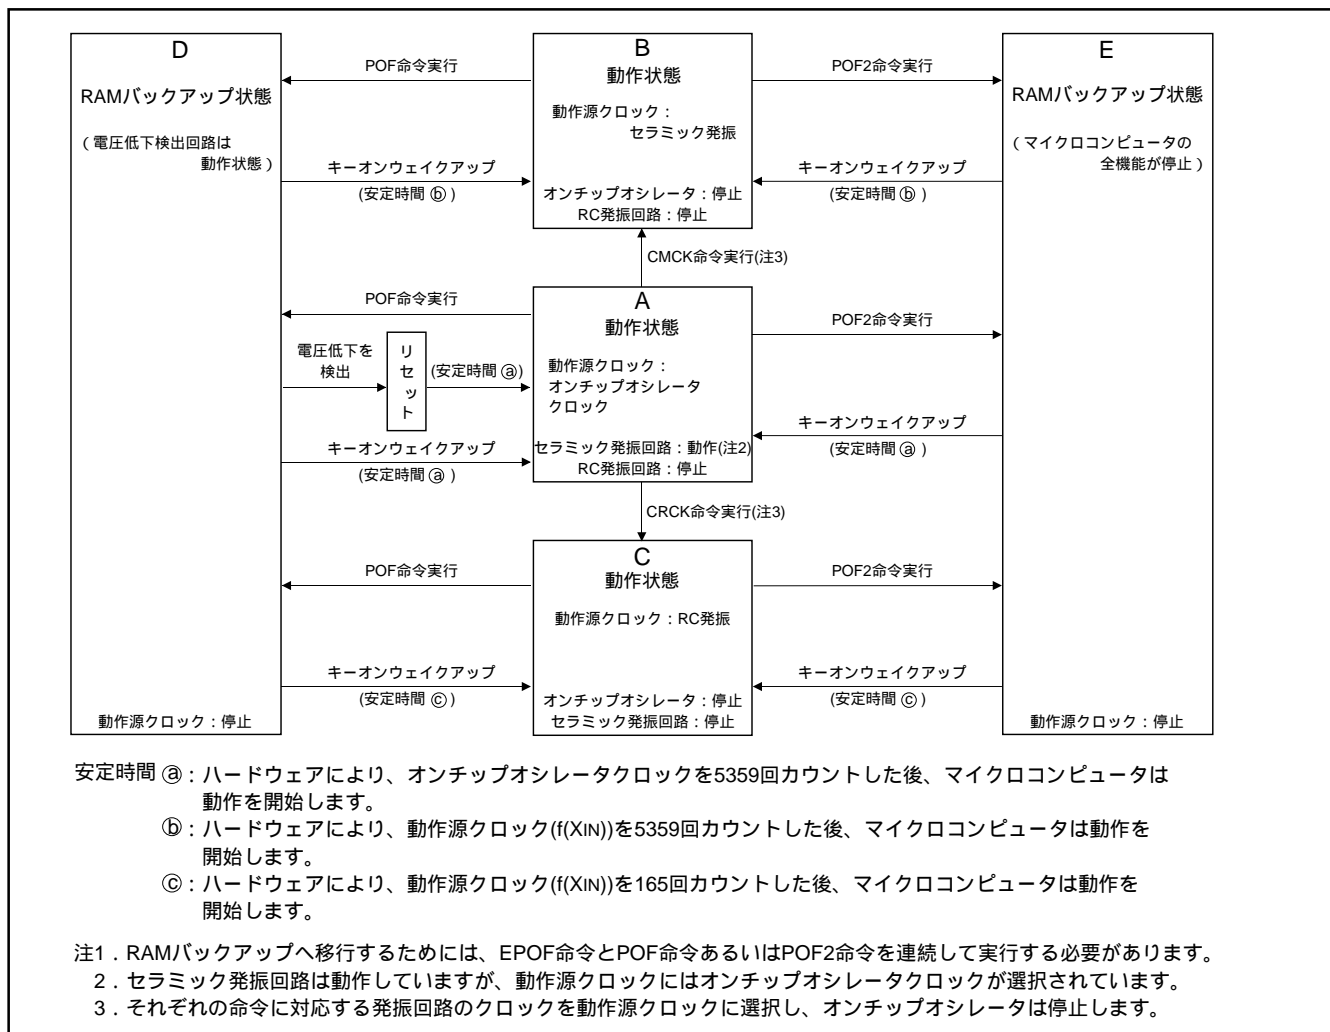 D
RAMバックアップ状態
（電圧低下検出回路は
動作状態）
動作源クロック：停止
POF命令実行
キーオンウェイクアップ
(安定時間 ⓑ )
B
動作状態
動作源クロック：
セラミック発振
オンチップオシレータ：停止
RC発振回路：停止
POF2命令実行
キーオンウェイクアップ
(安定時間 ⓑ )
E
RAMバックアップ状態
（マイクロコンピュータの
全機能が停止）
動作源クロック：停止
CMCK命令実行(注3)
POF命令実行
電圧低下を
検出
リセット
(安定時間 ⓐ)
キーオンウェイクアップ
(安定時間 ⓐ )
A
動作状態
動作源クロック：
オンチップオシレータ
クロック
セラミック発振回路：動作(注2)
RC発振回路：停止
POF2命令実行
キーオンウェイクアップ
(安定時間 ⓐ )
CRCK命令実行(注3)
POF命令実行
キーオンウェイクアップ
(安定時間 ⓒ )
C
動作状態
動作源クロック：RC発振
オンチップオシレータ：停止
セラミック発振回路：停止
POF2命令実行
キーオンウェイクアップ
(安定時間 ⓒ )
安定時間 ⓐ：ハードウェアにより、オンチップオシレータクロックを5359回カウントした後、マイクロコンピュータは
動作を開始します。
ⓑ：ハードウェアにより、動作源クロック(f(XIN))を5359回カウントした後、マイクロコンピュータは動作を
開始します。
ⓒ：ハードウェアにより、動作源クロック(f(XIN))を165回カウントした後、マイクロコンピュータは動作を
開始します。
注1．RAMバックアップへ移行するためには、EPOF命令とPOF命令あるいはPOF2命令を連続して実行する必要があります。
2．セラミック発振回路は動作していますが、動作源クロックにはオンチップオシレータクロックが選択されています。
3．それぞれの命令に対応する発振回路のクロックを動作源クロックに選択し、オンチップオシレータは停止します。